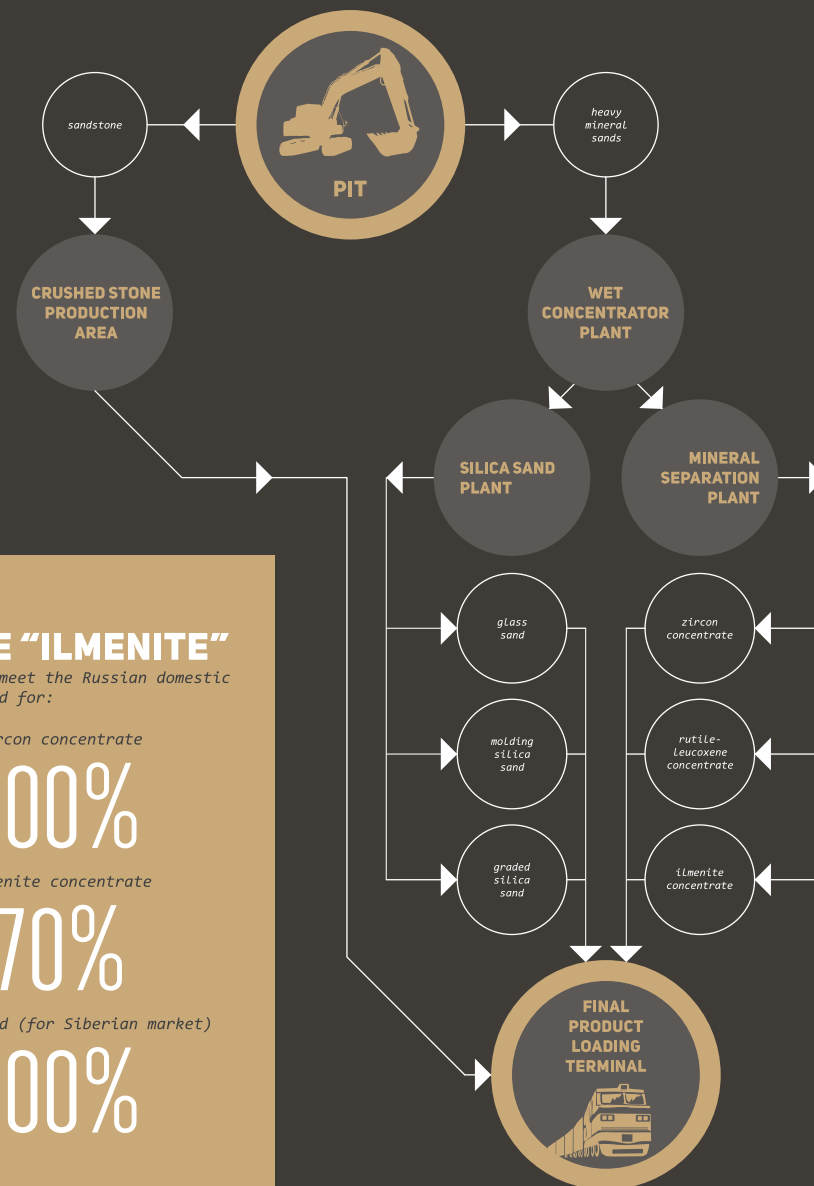 PIT
sandstone
heavy
mineral
sands
CRUSHED STONE
PRODUCTION
AREA
WET
CONCENTRATOR
PLANT
SILICA SAND
PLANT
MINERAL
SEPARATION
PLANT
glass
sand
molding
silica
sand
graded
silica
sand
zircon
concentrate
rutile-
leucoxene
concentrate
ilmenite
concentrate
FINAL
PRODUCT
LOADING
TERMINAL
E “ILMENITE”
meet the Russian domestic
d for:
rcon concentrate
00%
enite concentrate
70%
d (for Siberian market)
00%